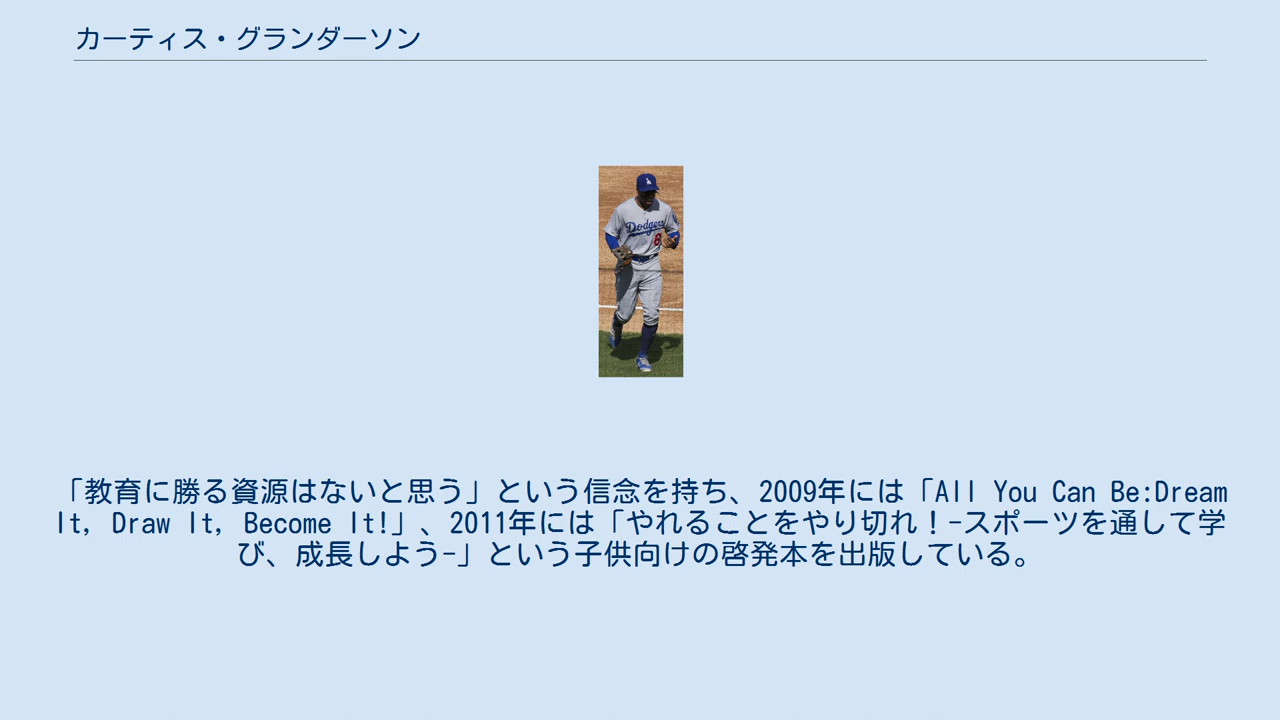 カーティス・グランダーソン
Dodgers
8
「教育に勝る資源はないと思う」という信念を持ち、2009年には「All You Can Be:Dream
It, Draw It, Become It!」、2011年には「やれることをやり切れ！-スポーツを通して学
び、成長しよう-」という子供向けの啓発本を出版している。